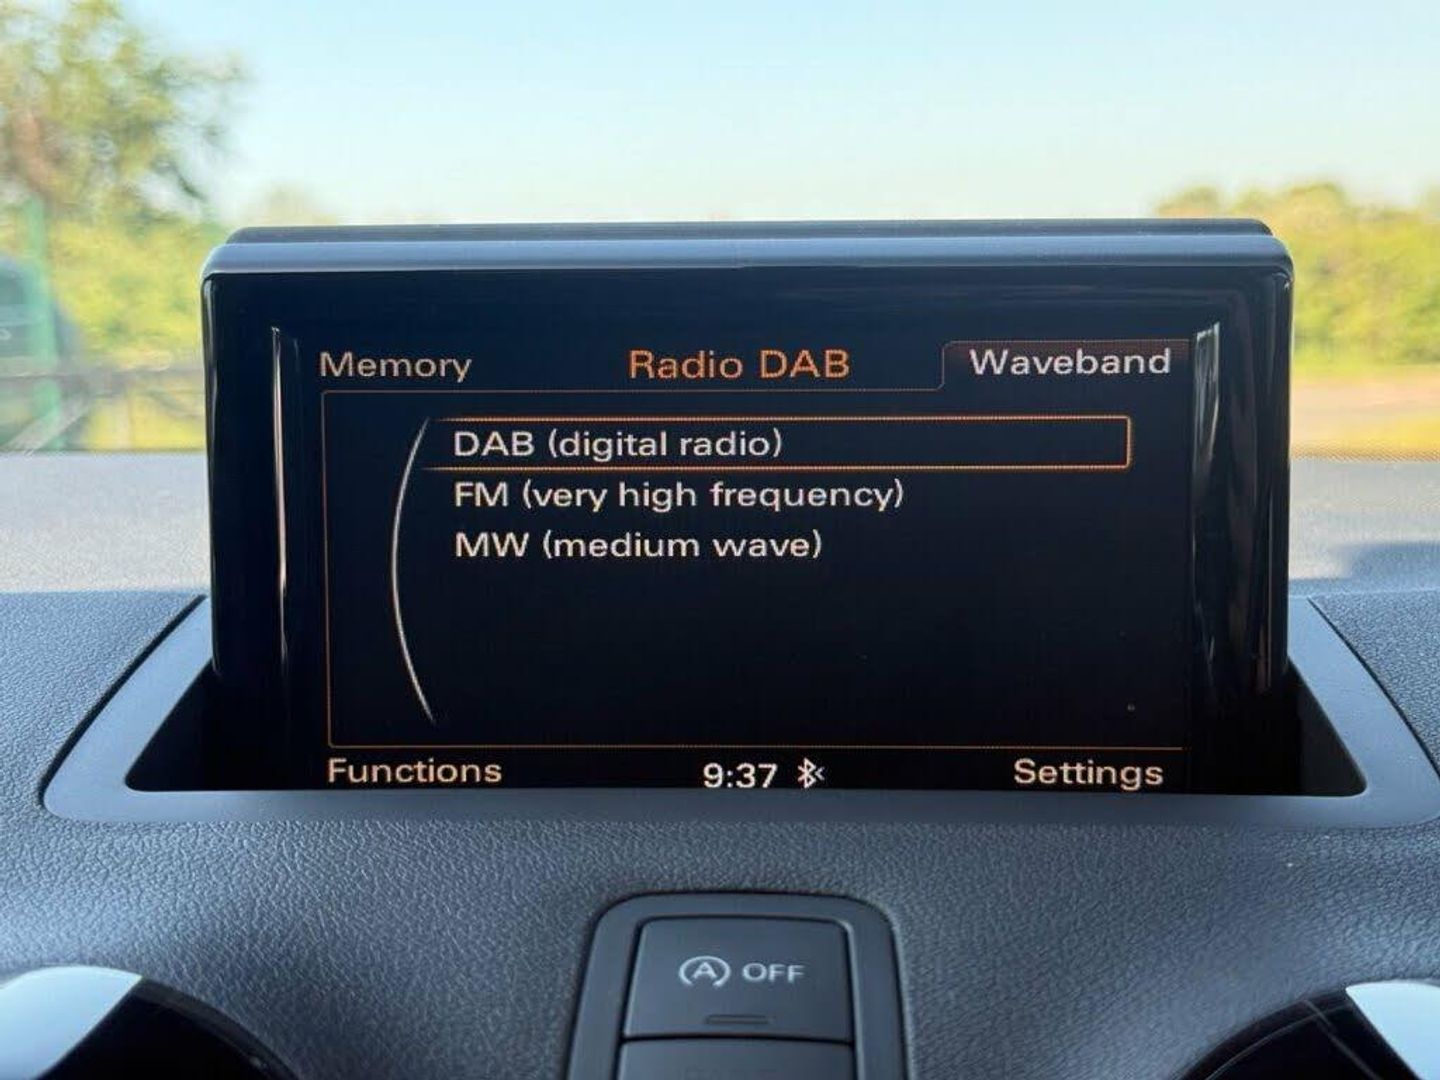 Memory Radio DAB Waveband
DAB (digital radio)
FM (very high frequency)
MW (medium wave)
Functions 9:37 Settings
A OFF